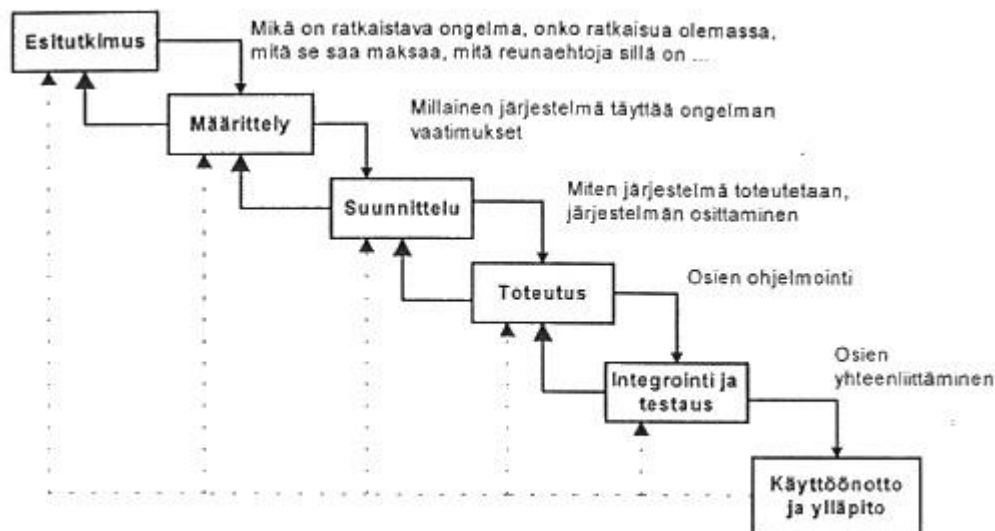 Esitutkimus
Mikä on ratkaistava ongelma, onko ratkaisua olemassa,
mitä se saa maksaa, mitä reunaehtoja sillä on ...
Määrittely
Millainen järjestelmä täyttää ongelman
vaatimukset
Suunnittelu
Miten järjestelmä toteutetaan,
järjestelmän osittaminen
Toteutus
Osien ohjelmointi
Integrointi ja
testaus
Osien
yhteenliittäminen
Käyttöönotto
ja ylläpito